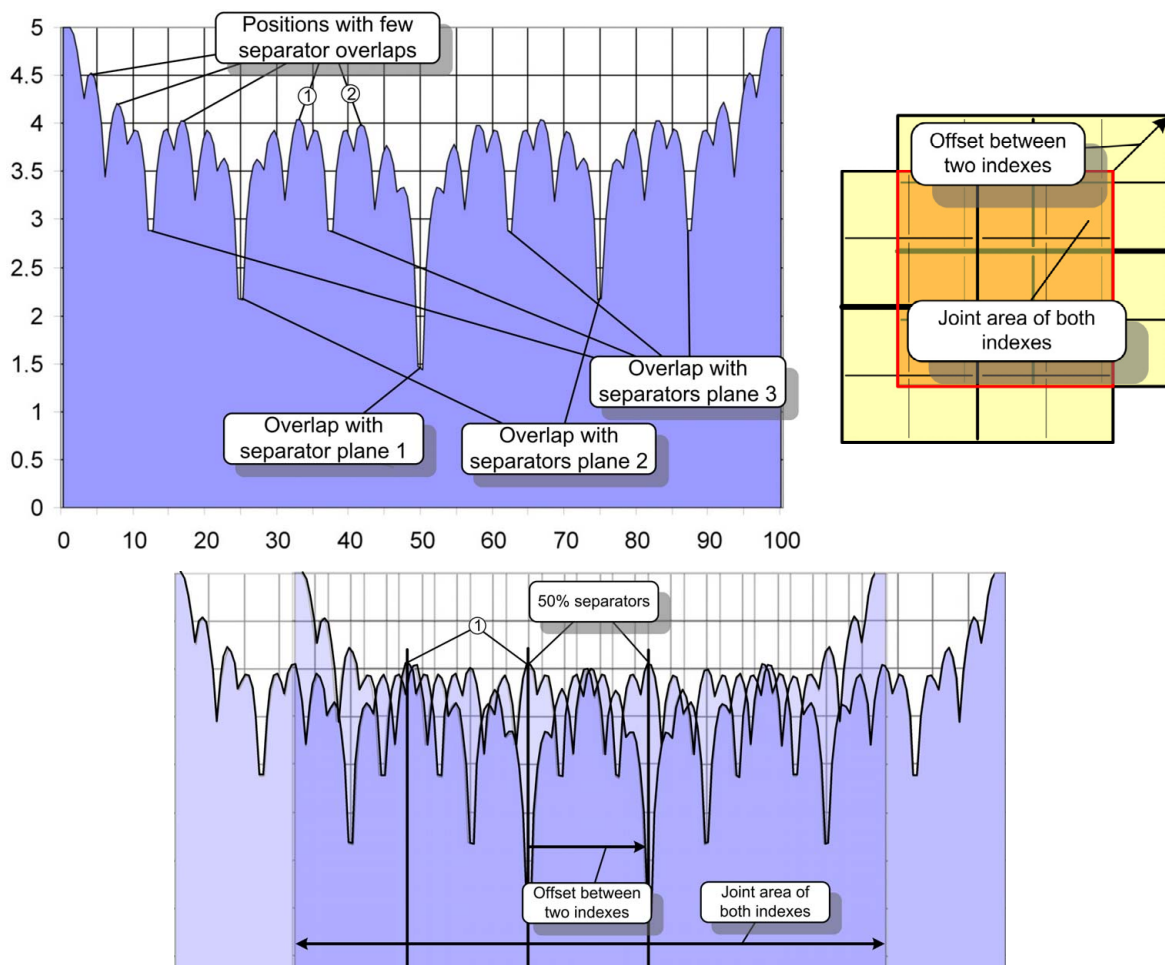 Positions with few
separator overlaps
5
4.5
4
3.5
3
2.5
2
1.5
1
0.5
0
1
2
Overlap with
separators plane 3
Overlap with
separator plane 1
Overlap with
separators plane 2
0 10 20 30 40 50 60 70 80 90 100
Offset between
two indexes
Joint area of both
indexes
50% separators
1
Offset between
two indexes
Joint area of
both indexes